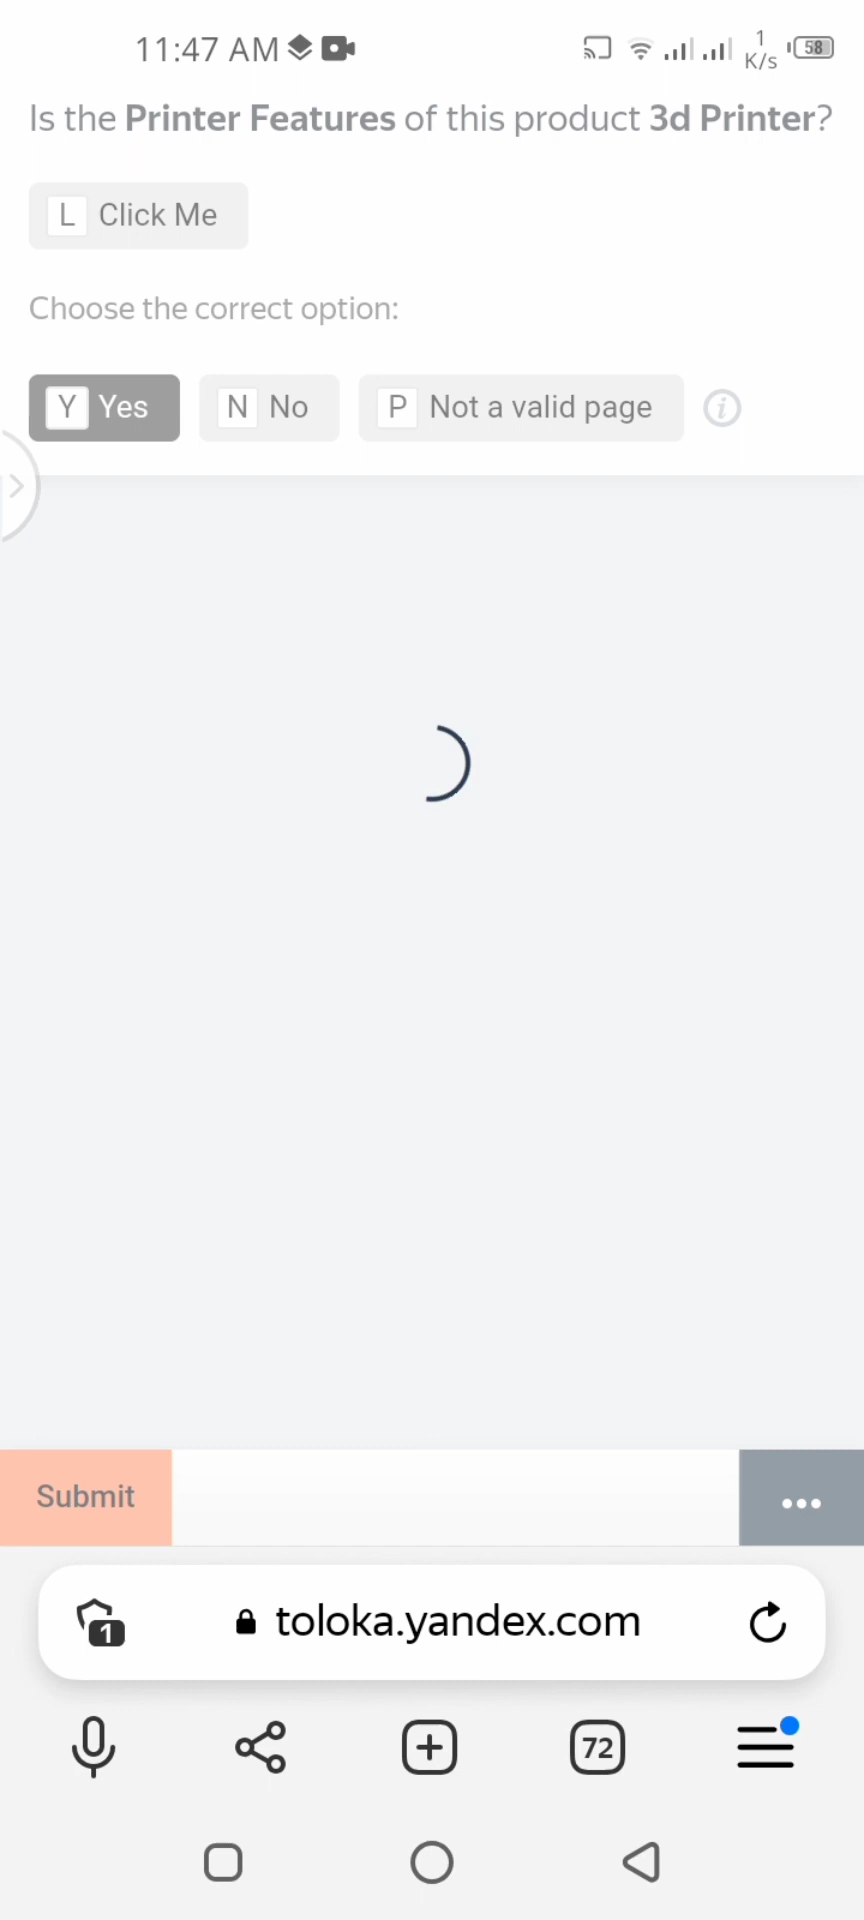 11:47 AM 1 K/s 58
Is the Printer Features of this product 3d Printer?
L Click Me
Choose the correct option:
Y Yes N No P Not a valid page i
Submit
1 toloka.yandex.com
72